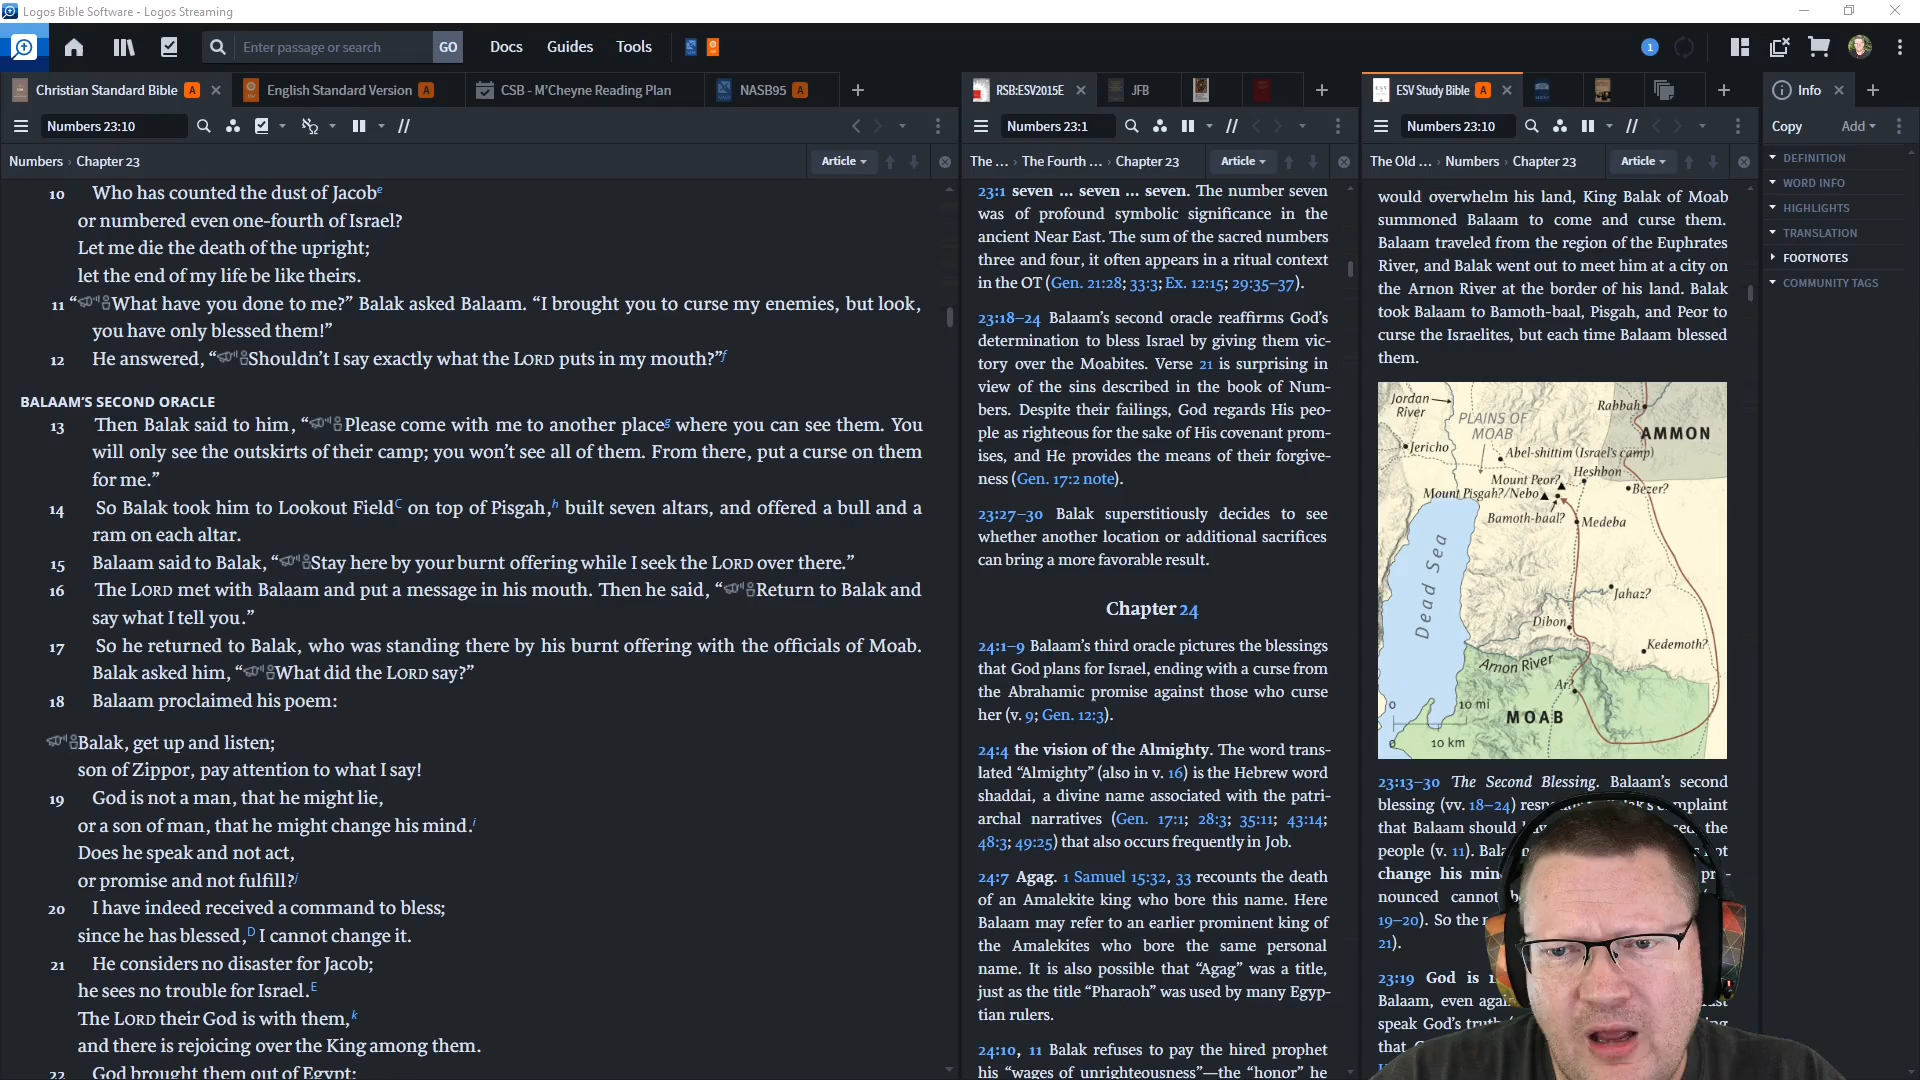 Logos Bible Software - Logos Streaming
Enter passage or search GO Docs Guides Tools 1
Christian Standard Bible A English Standard Version A CSB - M'Cheyne Reading Plan NASB95 A
Numbers 23:10 //
Numbers › Chapter 23 Article
10 Who has counted the dust of Jacobe
or numbered even one-fourth of Israel?
Let me die the death of the upright;
let the end of my life be like theirs.
11 “What have you done to me?” Balak asked Balaam. “I brought you to curse my enemies, but look,
you have only blessed them!”
12 He answered, “Shouldn’t I say exactly what the LORD puts in my mouth?”f
BALAAM’S SECOND ORACLE
13 Then Balak said to him, “Please come with me to another placeg where you can see them. You
will only see the outskirts of their camp; you won’t see all of them. From there, put a curse on them
for me.”
14 So Balak took him to Lookout FieldC on top of Pisgah,h built seven altars, and offered a bull and a
ram on each altar.
15 Balaam said to Balak, “Stay here by your burnt offering while I seek the LORD over there.”
16 The LORD met with Balaam and put a message in his mouth. Then he said, “Return to Balak and
say what I tell you.”
17 So he returned to Balak, who was standing there by his burnt offering with the officials of Moab.
Balak asked him, “What did the LORD say?”
18 Balaam proclaimed his poem:
Balak, get up and listen;
son of Zippor, pay attention to what I say!
19 God is not a man, that he might lie,
or a son of man, that he might change his mind.i
Does he speak and not act,
or promise and not fulfill?j
20 I have indeed received a command to bless;
since he has blessed,D I cannot change it.
21 He considers no disaster for Jacob;
he sees no trouble for Israel.E
The LORD their God is with them,k
and there is rejoicing over the King among them.
22 God brought them out of Egypt;
RSB:ESV2015E JFB
Numbers 23:1 //
The ... › The Fourth ... › Chapter 23 Article
23:1 seven ... seven ... seven. The number seven
was of profound symbolic significance in the
ancient Near East. The sum of the sacred numbers
three and four, it often appears in a ritual context
in the OT (Gen. 21:28; 33:3; Ex. 12:15; 29:35–37).
23:18–24 Balaam’s second oracle reaffirms God’s
determination to bless Israel by giving them vic-
tory over the Moabites. Verse 21 is surprising in
view of the sins described in the book of Num-
bers. Despite their failings, God regards His peo-
ple as righteous for the sake of His covenant prom-
ises, and He provides the means of their forgive-
ness (Gen. 17:2 note).
23:27–30 Balak superstitiously decides to see
whether another location or additional sacrifices
can bring a more favorable result.
Chapter 24
24:1–9 Balaam’s third oracle pictures the blessings
that God plans for Israel, ending with a curse from
the Abrahamic promise against those who curse
her (v. 9; Gen. 12:3).
24:4 the vision of the Almighty. The word trans-
lated “Almighty” (also in v. 16) is the Hebrew word
shaddai, a divine name associated with the patri-
archal narratives (Gen. 17:1; 28:3; 35:11; 43:14;
48:3; 49:25) that also occurs frequently in Job.
24:7 Agag. 1 Samuel 15:32, 33 recounts the death
of an Amalekite king who bore this name. Here
Balaam may refer to an earlier prominent king of
the Amalekites who bore the same personal
name. It is also possible that “Agag” was a title,
just as the title “Pharaoh” was used by many Egyp-
tian rulers.
24:10, 11 Balak refuses to pay the hired prophet
his “wages of unrighteousness”—the “honor” he
ESV Study Bible A
Numbers 23:10 //
The Old ... › Numbers › Chapter 23 Article
would overwhelm his land, King Balak of Moab
summoned Balaam to come and curse them.
Balaam traveled from the region of the Euphrates
River, and Balak went out to meet him at a city on
the Arnon River at the border of his land. Balak
took Balaam to Bamoth-baal, Pisgah, and Peor to
curse the Israelites, but each time Balaam blessed
them.
Jordan
River
PLAINS OF
MOAB
Rabbah
AMMON
Jericho
Abel-shittim (Israel’s camp)
Heshbon
Mount Peor?
Mount Pisgah?/Nebo
Bezer?
Bamoth-baal?
Medeba
Dead Sea
Jahaz?
Dibon
Kedemoth?
Arnon River
Ar?
0 10 mi
MOAB
0 10 km
23:13–30 The Second Blessing. Balaam’s second
blessing (vv. 18–24)
that Balaam should the
people (v. 11).
change his
nounced cannot
19–20). So the
21).
23:19 God is
Balaam, even
speak God’s
that
Info
Copy Add
DEFINITION
WORD INFO
HIGHLIGHTS
TRANSLATION
FOOTNOTES
COMMUNITY TAGS